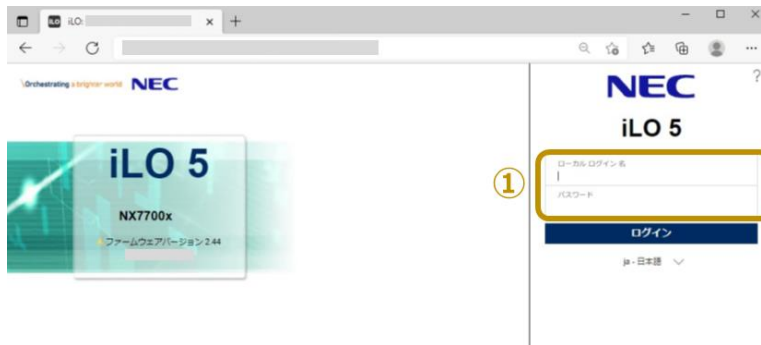 iLO iLO:
\Orchestrating a brighter world NEC
iLO 5
NX7700x
ファームウェアバージョン 2.44
NEC
?
iLO 5
①
ローカル ログイン 名
パスワード
ログイン
ja - 日本語